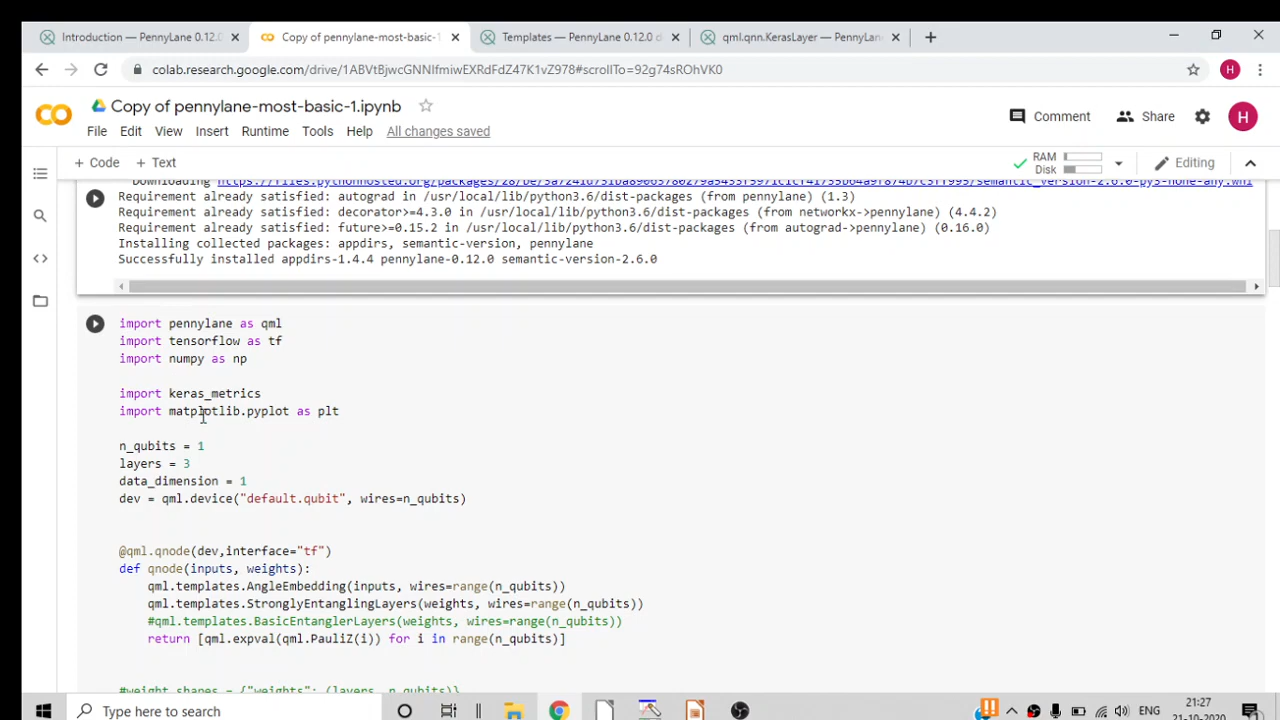 Introduction — PennyLane 0.12.0
Copy of pennylane-most-basic-1
Templates — PennyLane 0.12.0 d
qml.qnn.KerasLayer — PennyLan
colab.research.google.com/drive/1ABVtBjwcGNNIfmiwEXRdFdZ47K1vZ978#scrollTo=92g74sROhVK0
H
Copy of pennylane-most-basic-1.ipynb
Comment
Share
H
File Edit View Insert Runtime Tools Help All changes saved
+ Code + Text
RAM
Disk
Editing
Requirement already satisfied: autograd in /usr/local/lib/python3.6/dist-packages (from pennylane) (1.3)
Requirement already satisfied: decorator>=4.3.0 in /usr/local/lib/python3.6/dist-packages (from networkx->pennylane) (4.4.2)
Requirement already satisfied: future>=0.15.2 in /usr/local/lib/python3.6/dist-packages (from autograd->pennylane) (0.16.0)
Installing collected packages: appdirs, semantic-version, pennylane
Successfully installed appdirs-1.4.4 pennylane-0.12.0 semantic-version-2.6.0
import pennylane as qml
import tensorflow as tf
import numpy as np
import keras_metrics
import matplotlib.pyplot as plt
n_qubits = 1
layers = 3
data_dimension = 1
dev = qml.device("default.qubit", wires=n_qubits)
@qml.qnode(dev,interface="tf")
def qnode(inputs, weights):
qml.templates.AngleEmbedding(inputs, wires=range(n_qubits))
qml.templates.StronglyEntanglingLayers(weights, wires=range(n_qubits))
#qml.templates.BasicEntanglerLayers(weights, wires=range(n_qubits))
return [qml.expval(qml.PauliZ(i)) for i in range(n_qubits)]
#weight_shapes = {"weights": (layers, n_qubits)}
Type here to search
ENG
21:27
21-10-2020